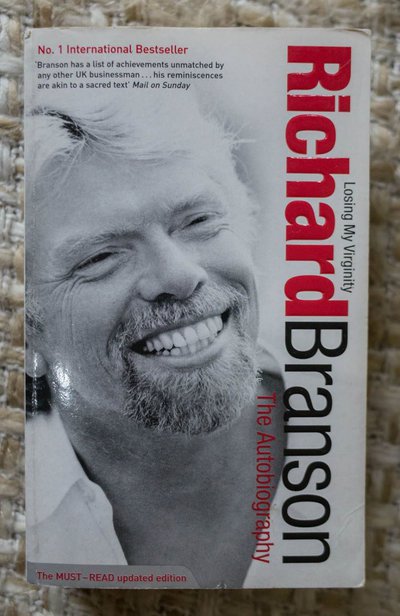 No. 1 International Bestseller
'Branson has a list of achievements unmatched by
any other UK businessman . . . his reminiscences
are akin to a sacred text' Mail on Sunday
Richard Branson
Losing My Virginity
The Autobiography
The MUST – READ updated edition